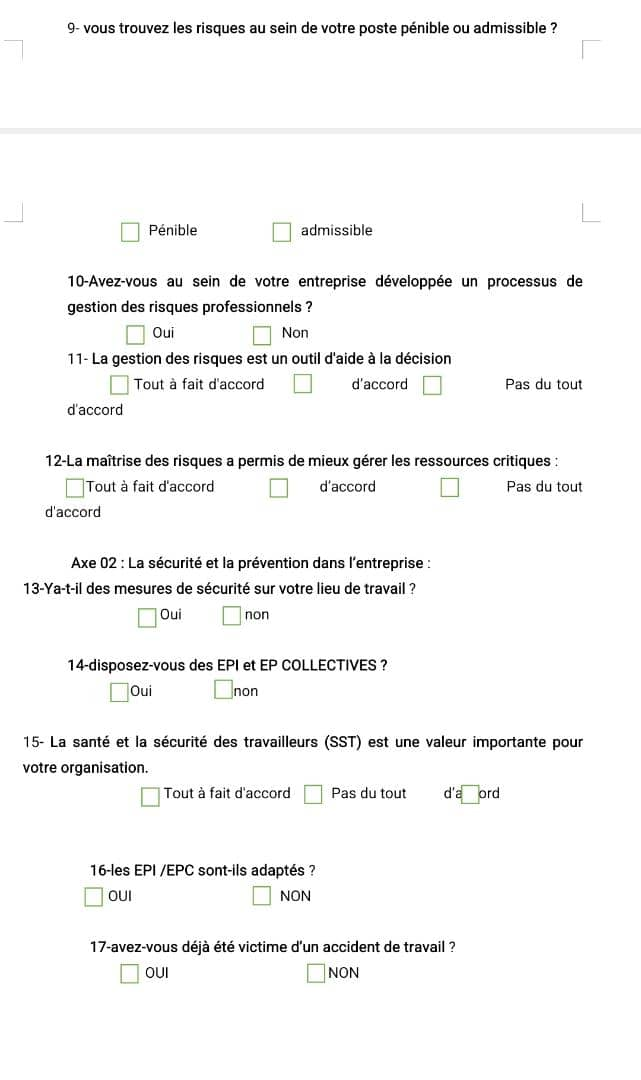 9- vous trouvez les risques au sein de votre poste pénible ou admissible ?
Pénible admissible
10-Avez-vous au sein de votre entreprise développée un processus de
gestion des risques professionnels ?
Oui Non
11- La gestion des risques est un outil d'aide à la décision
Tout à fait d'accord d'accord Pas du tout
d'accord
12-La maîtrise des risques a permis de mieux gérer les ressources critiques :
Tout à fait d'accord d'accord Pas du tout
d'accord
Axe 02 : La sécurité et la prévention dans l'entreprise :
13-Ya-t-il des mesures de sécurité sur votre lieu de travail ?
Oui non
14-disposez-vous des EPI et EP COLLECTIVES ?
Oui non
15- La santé et la sécurité des travailleurs (SST) est une valeur importante pour
votre organisation.
Tout à fait d'accord Pas du tout d'accord
16-les EPI /EPC sont-ils adaptés ?
OUI NON
17-avez-vous déjà été victime d'un accident de travail ?
OUI NON